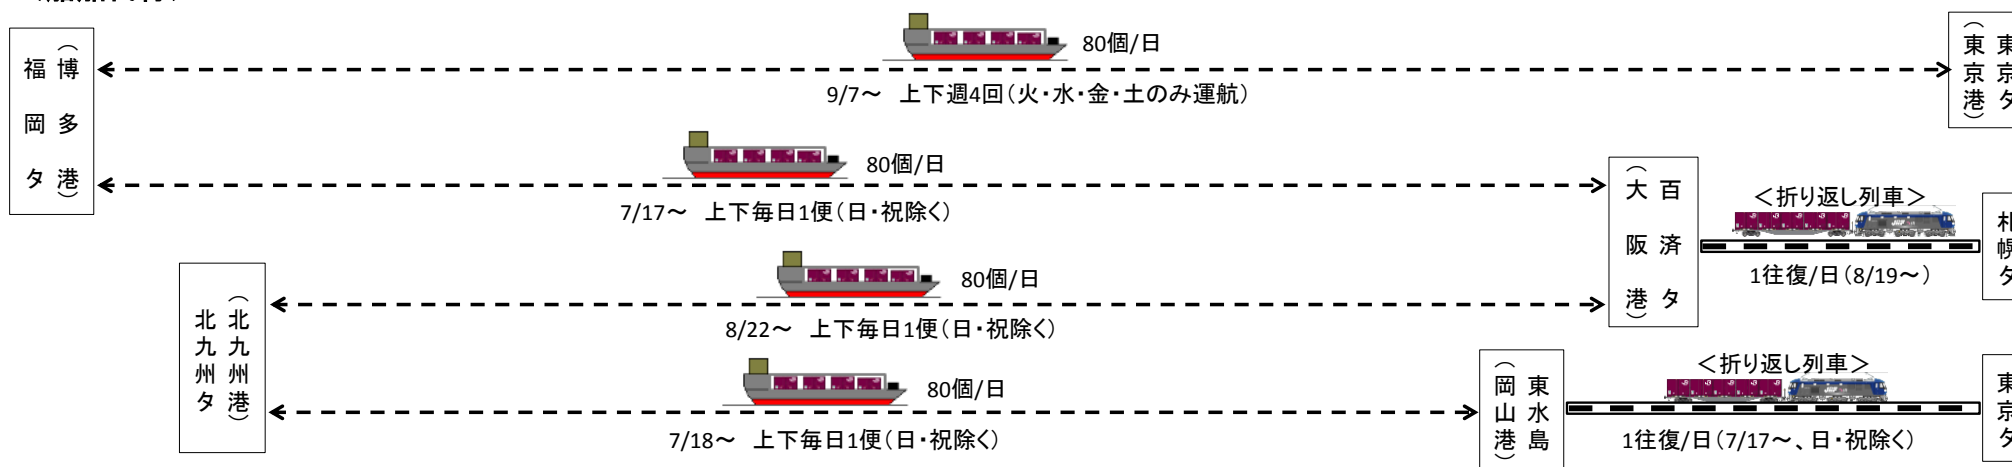 福岡タ
(博多港)
80個/日
9/7～ 上下週4回(火・水・金・土のみ運航)
東京タ
(東京港)
80個/日
7/17～ 上下毎日1便(日・祝除く)
百済タ
(大阪港)
<折り返し列車>
1往復/日(8/19～)
札幌タ
北九州タ
(北九州港)
80個/日
8/22～ 上下毎日1便(日・祝除く)
80個/日
7/18～ 上下毎日1便(日・祝除く)
東水島
(岡山港)
<折り返し列車>
1往復/日(7/17～、日・祝除く)
東京タ